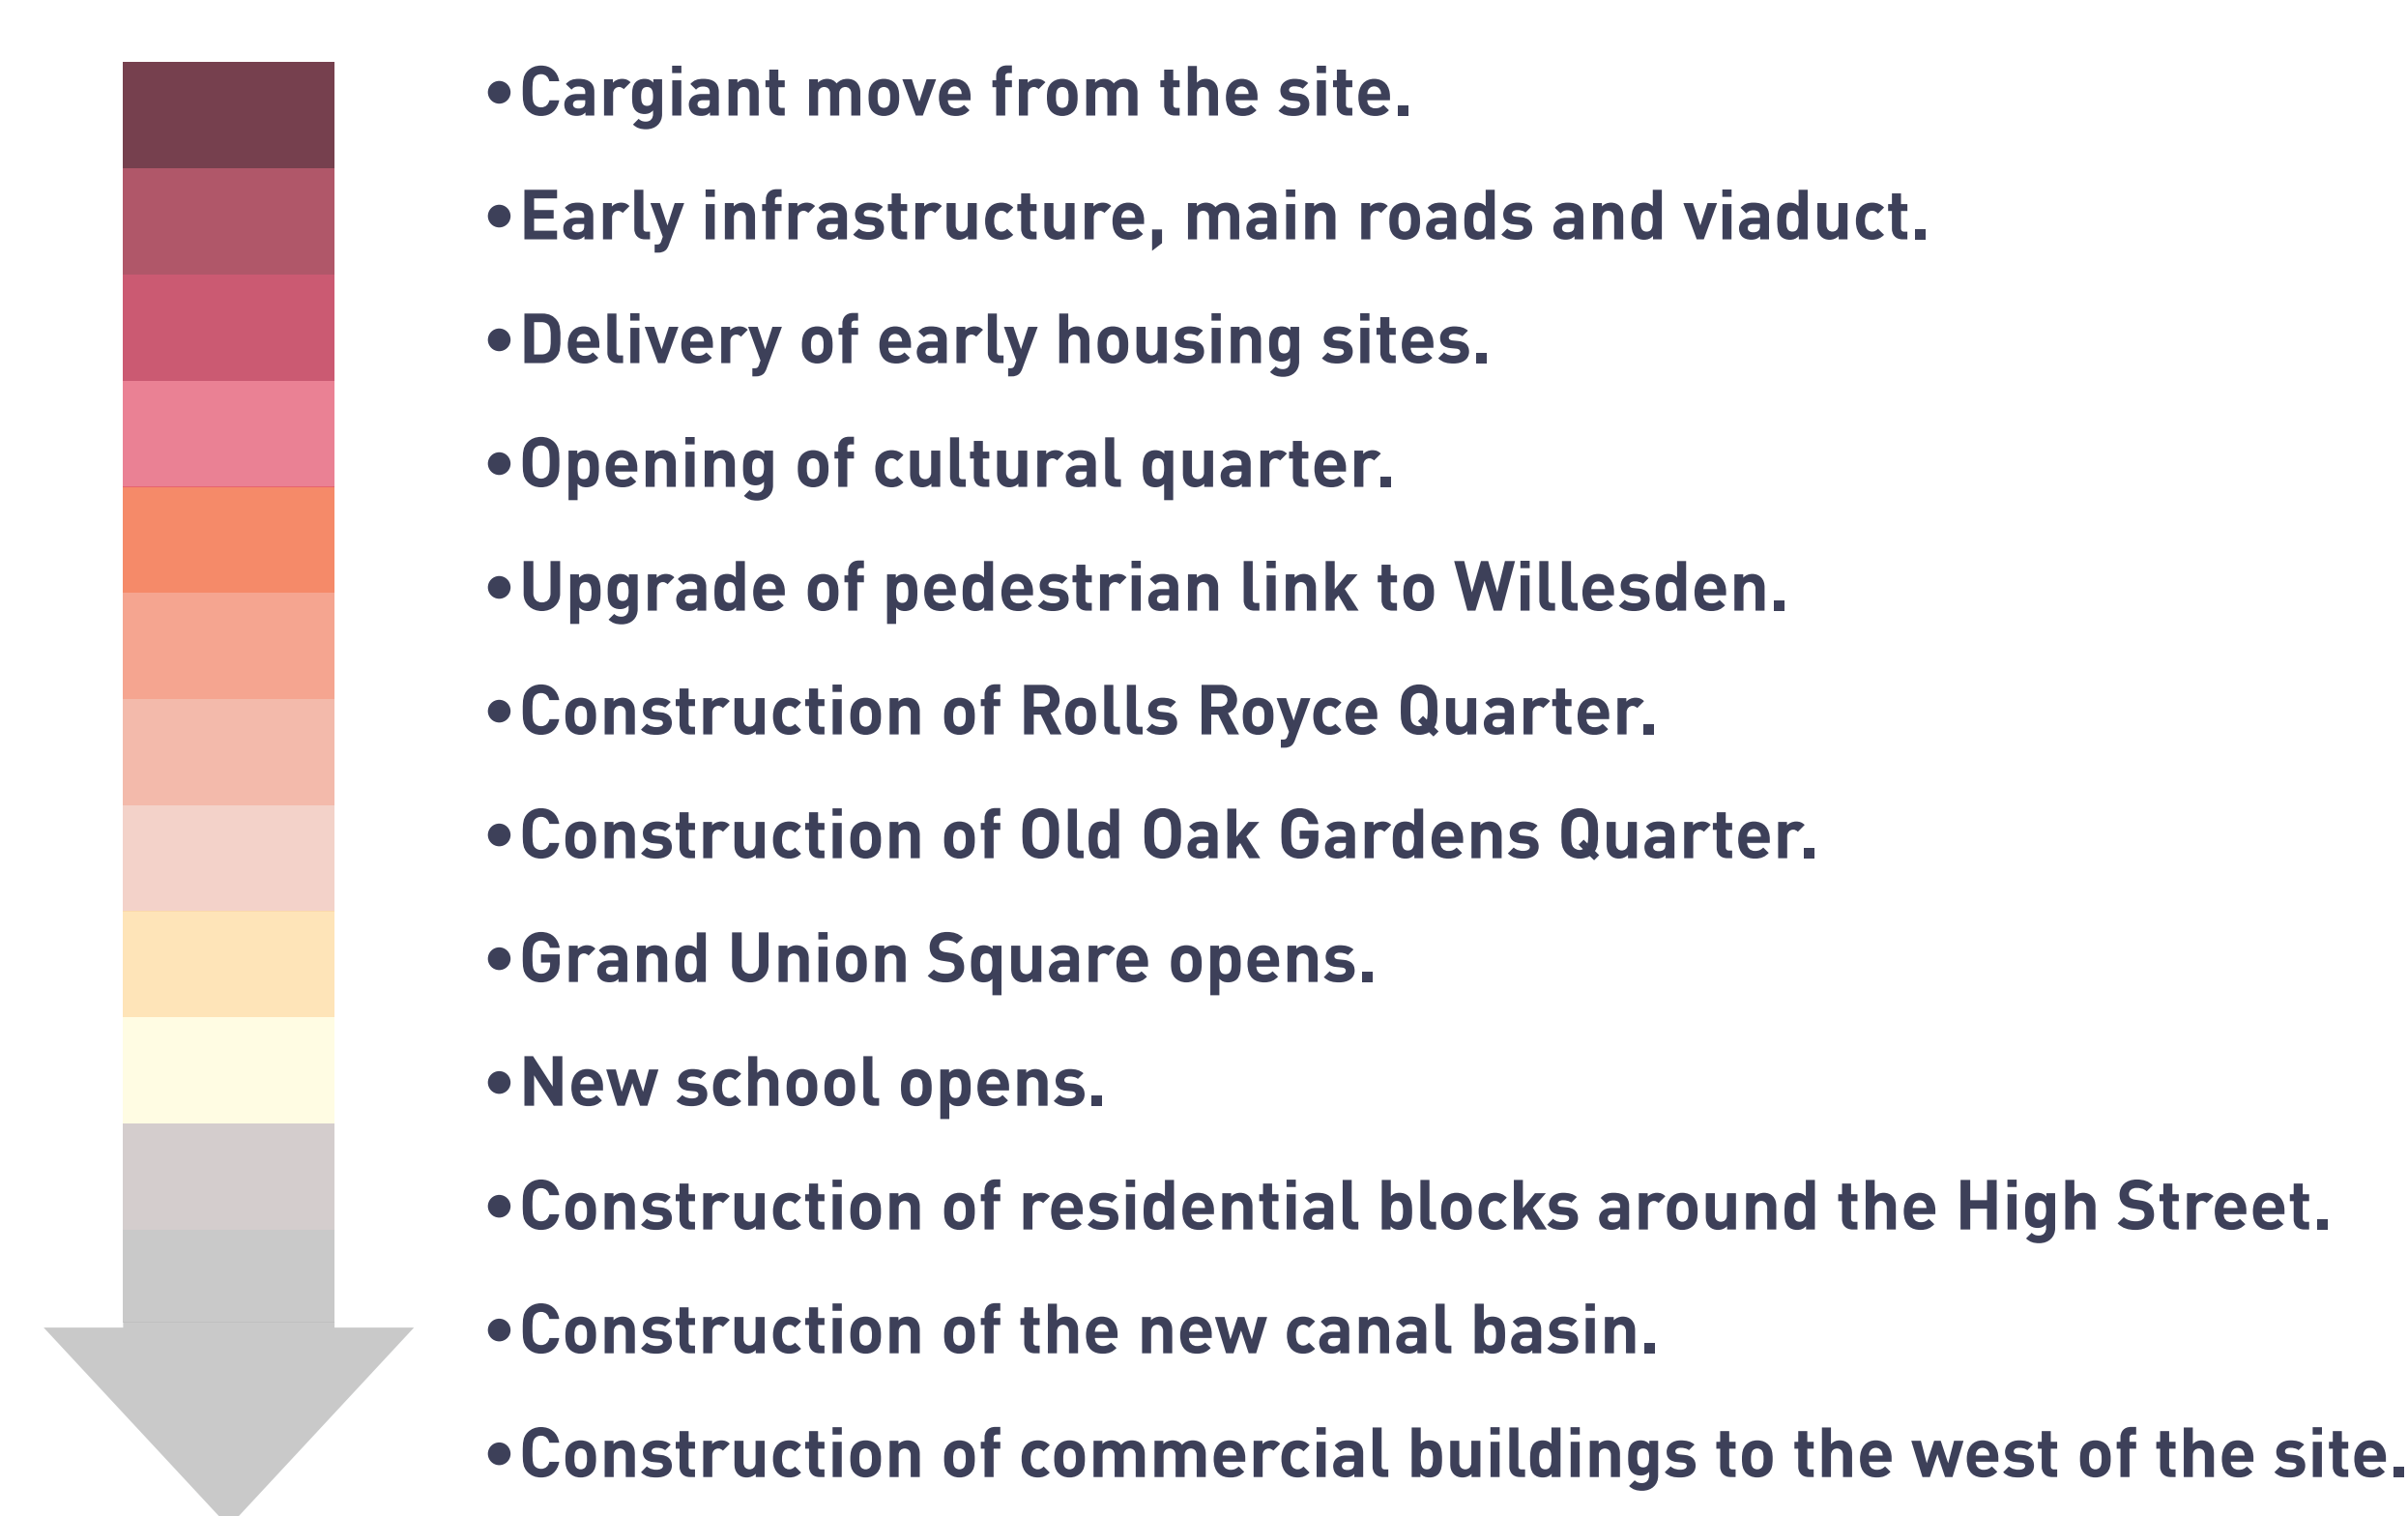 •Cargiant move from the site.
•Early infrastructure, main roads and viaduct.
•Delivery of early housing sites.
•Opening of cultural quarter.
•Upgrade of pedestrian link to Willesden.
•Construction of Rolls Royce Quarter.
•Construction of Old Oak Gardens Quarter.
•Grand Union Square opens.
•New school opens.
•Construction of residential blocks around the High Street.
•Construction of the new canal basin.
•Construction of commercial buildings to the west of the site.